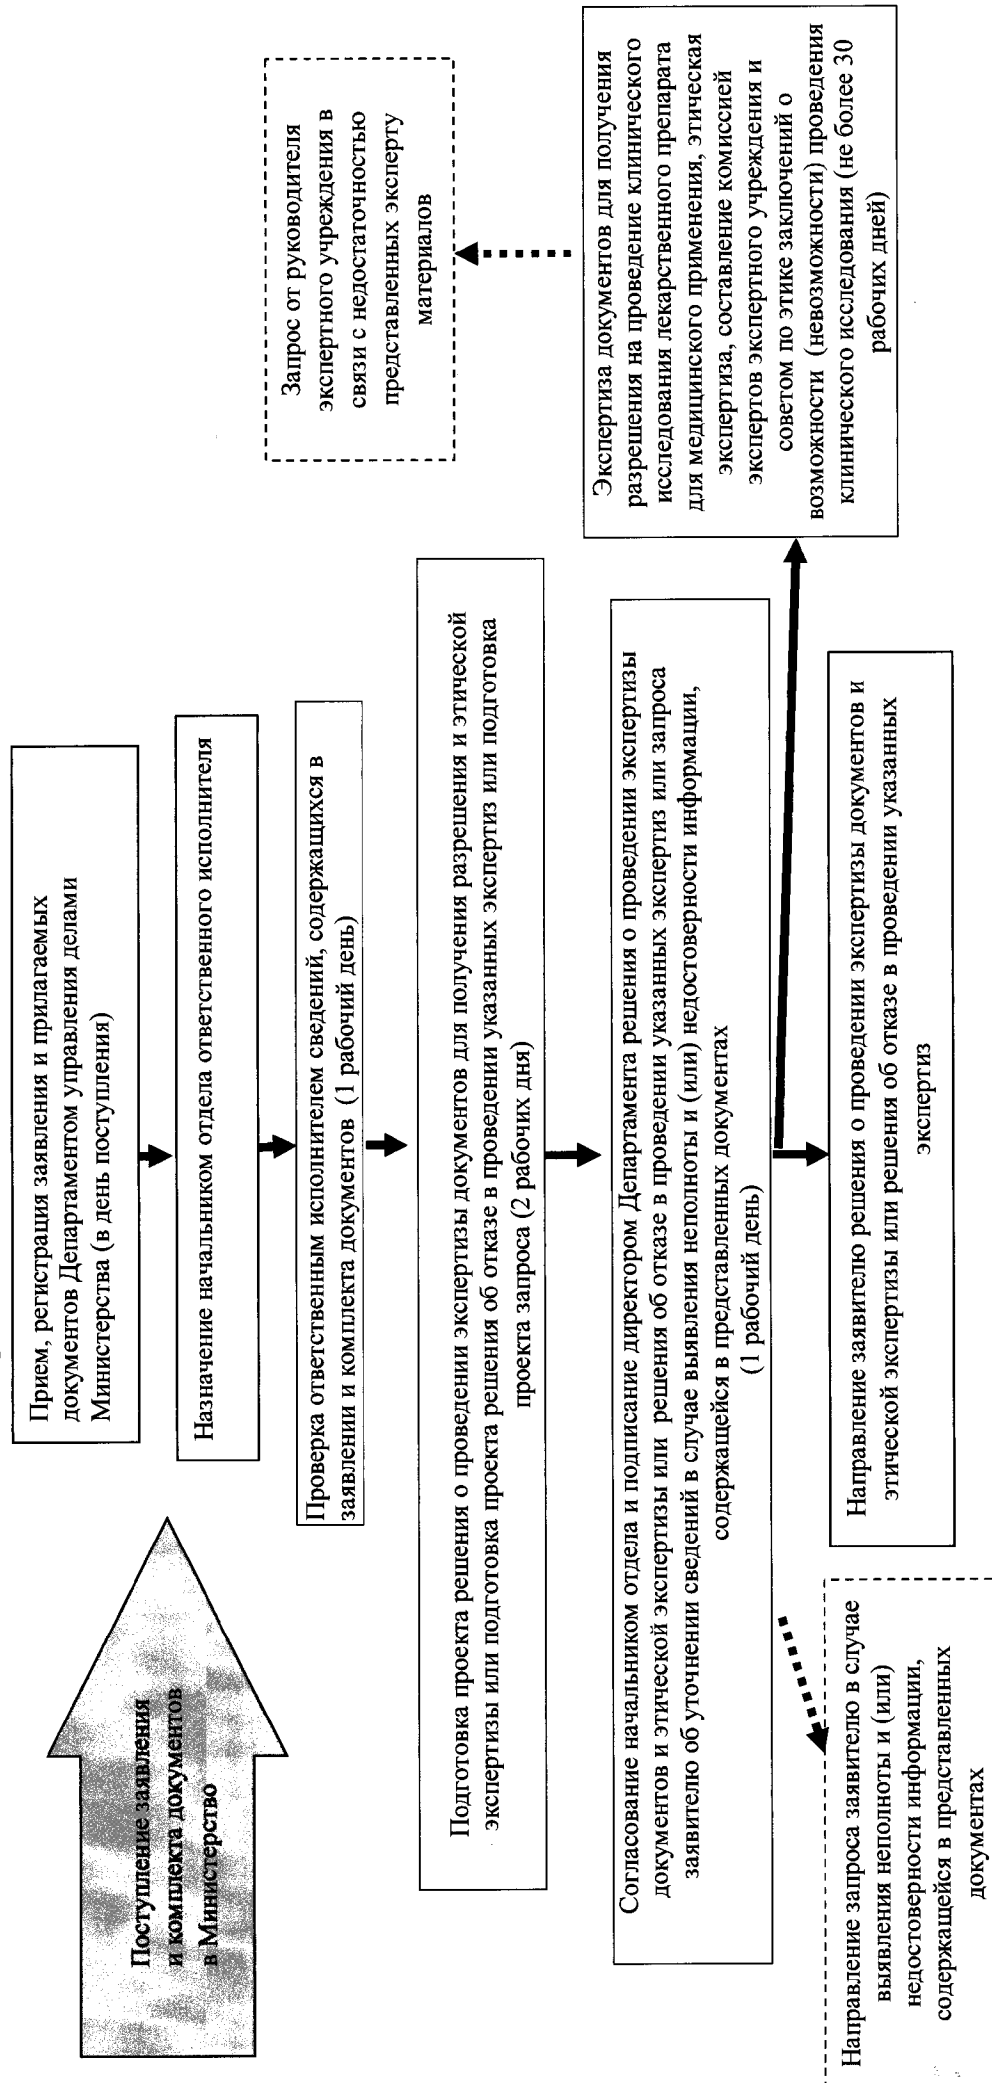 Поступление заявления
и комплекта документов
в Министерство
Прием, регистрация заявления и прилагаемых
документов Департаментом управления делами
Министерства (в день поступления)
Назначение начальником отдела ответственного исполнителя
Проверка ответственным исполнителем сведений, содержащихся в
заявлении и комплекта документов (1 рабочий день)
Подготовка проекта решения о проведении экспертизы документов для получения разрешения и этической
экспертизы или подготовка проекта решения об отказе в проведении указанных экспертиз или подготовка
проекта запроса (2 рабочих дня)
Согласование начальником отдела и подписание директором Департамента решения о проведении экспертизы
документов и этической экспертизы или решения об отказе в проведении указанных экспертиз или запроса
заявителю об уточнении сведений в случае выявления неполноты и (или) недостоверности информации,
содержащейся в представленных документах
(1 рабочий день)
Направление запроса заявителю в случае
выявления неполноты и (или)
недостоверности информации,
содержащейся в представленных
документах
Направление заявителю решения о проведении экспертизы документов и
этической экспертизы или решения об отказе в проведении указанных
экспертиз
Экспертиза документов для получения
разрешения на проведение клинического
исследования лекарственного препарата
для медицинского применения, этическая
экспертиза, составление комиссией
экспертов экспертного учреждения и
советом по этике заключений о
возможности (невозможности) проведения
клинического исследования (не более 30
рабочих дней)
Запрос от руководителя
экспертного учреждения в
связи с недостаточностью
представленных эксперту
материалов